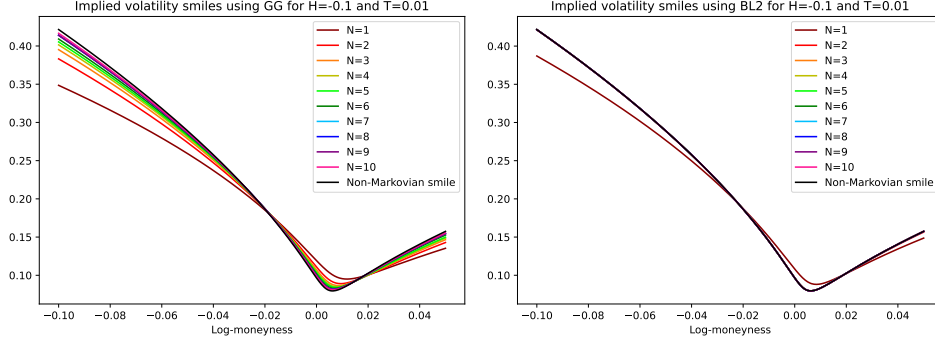 Implied volatility smiles using GG for H=-0.1 and T=0.01
0.40
0.35
0.30
0.25
0.20
0.15
0.10
−0.10
−0.08
−0.06
−0.04
−0.02
0.00
0.02
0.04
Log-moneyness
N=1
N=2
N=3
N=4
N=5
N=6
N=7
N=8
N=9
N=10
Non-Markovian smile
Implied volatility smiles using BL2 for H=-0.1 and T=0.01
0.40
0.35
0.30
0.25
0.20
0.15
0.10
−0.10
−0.08
−0.06
−0.04
−0.02
0.00
0.02
0.04
Log-moneyness
N=1
N=2
N=3
N=4
N=5
N=6
N=7
N=8
N=9
N=10
Non-Markovian smile